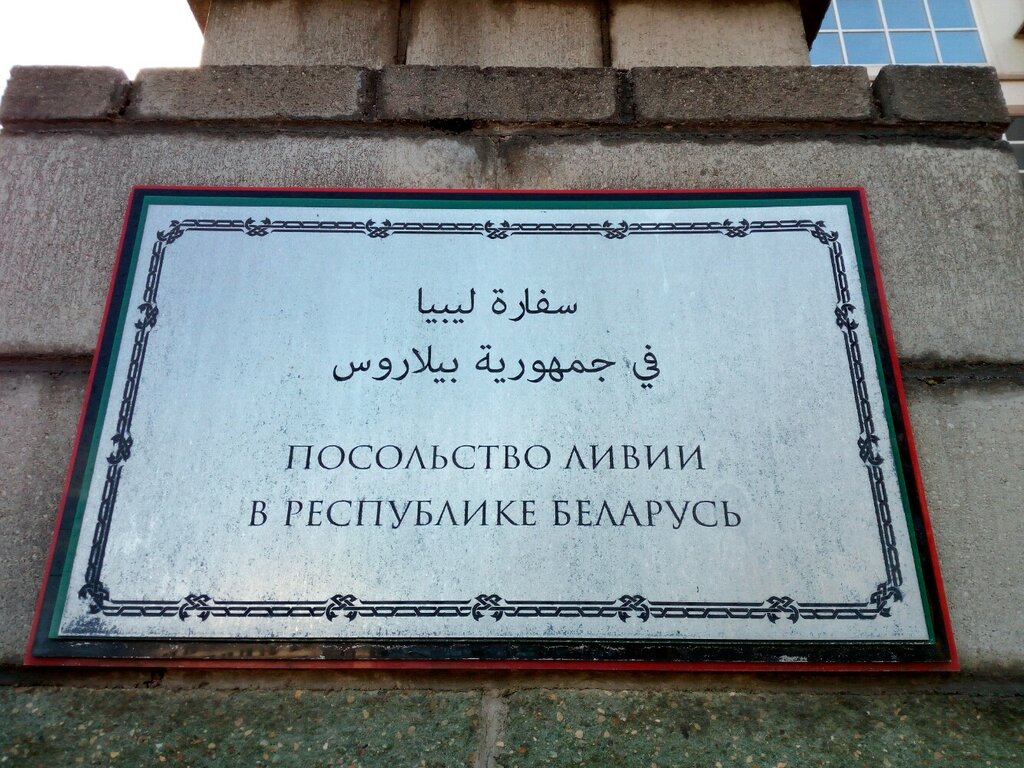 سفارة ليبيا
في جمهورية بيلاروس
ПОСОЛЬСТВО ЛИВИИ
В РЕСПУБЛИКЕ БЕЛАРУСЬ